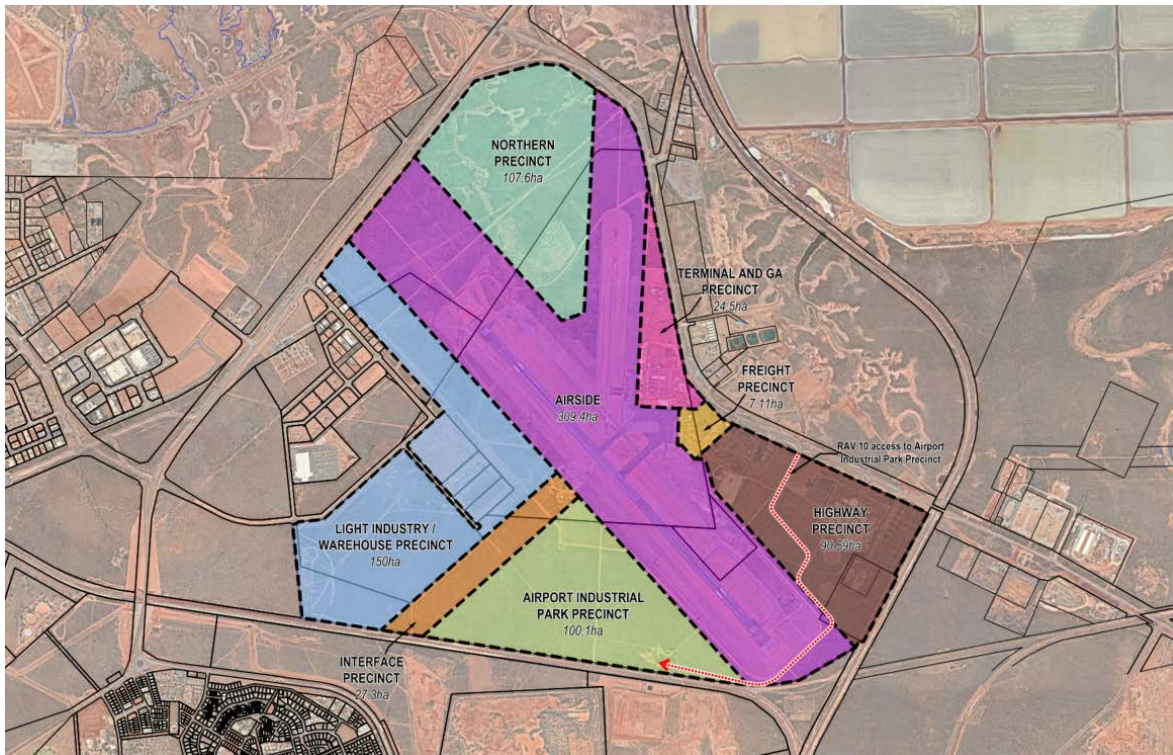 NORTHERN
PRECINCT
107.6ha
TERMINAL AND GA
PRECINCT
24.5ha
FREIGHT
PRECINCT
7.11ha
AIRSIDE
309.4ha
RAV 10 access to Airport
Industrial Park Precinct
HIGHWAY
PRECINCT
90.59ha
LIGHT INDUSTRY /
WAREHOUSE PRECINCT
150ha
AIRPORT INDUSTRIAL
PARK PRECINCT
100.1ha
INTERFACE
PRECINCT
27.3ha